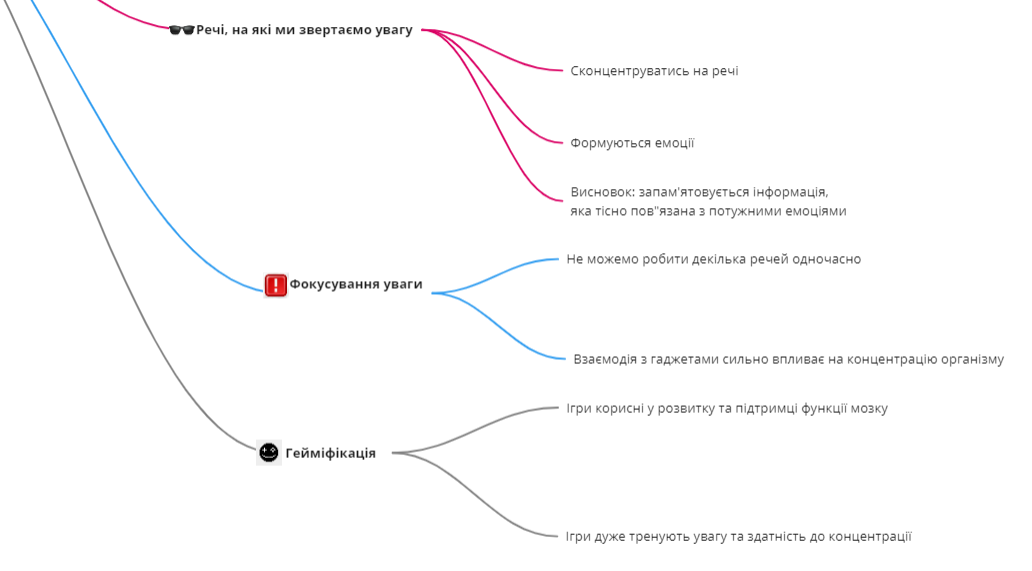 Речі, на які ми звертаємо увагу
Сконцентруватись на речі
Формуються емоції
Висновок: запам'ятовується інформація,
яка тісно пов"язана з потужними емоціями
Фокусування уваги
Не можемо робити декілька речей одночасно
Взаємодія з гаджетами сильно впливає на концентрацію організму
Гейміфікація
Ігри корисні у розвитку та підтримці функції мозку
Ігри дуже тренують увагу та здатність до концентрації